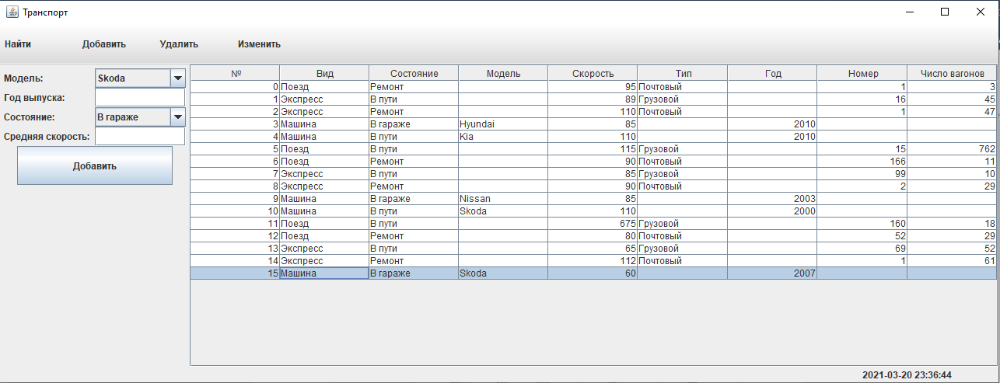 Транспорт
Найти Добавить Удалить Изменить
Модель: Skoda
Год выпуска:
Состояние: В гараже
Средняя скорость:
Добавить
№ Вид Состояние Модель Скорость Тип Год Номер Число вагонов
0 Поезд Ремонт 95 Почтовый 1 3
1 Экспресс В пути 89 Грузовой 16 45
2 Экспресс Ремонт 110 Почтовый 1 47
3 Машина В гараже Hyundai 85 2010
4 Машина В пути Kia 110 2010
5 Поезд В пути 115 Грузовой 15 762
6 Поезд Ремонт 90 Почтовый 166 11
7 Экспресс В пути 85 Грузовой 99 10
8 Экспресс Ремонт 90 Почтовый 2 29
9 Машина В гараже Nissan 85 2003
10 Машина В пути Skoda 110 2000
11 Поезд В пути 675 Грузовой 160 18
12 Поезд Ремонт 80 Почтовый 52 29
13 Экспресс В пути 65 Грузовой 69 52
14 Экспресс Ремонт 112 Почтовый 1 61
15 Машина В гараже Skoda 60 2007
2021-03-20 23:36:44